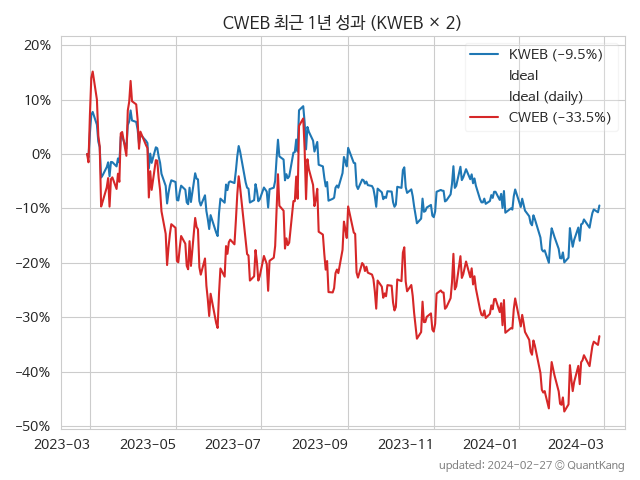 CWEB 최근 1년 성과 (KWEB × 2)
KWEB (−9.5%)
Ideal
Ideal (daily)
CWEB (−33.5%)
20%
10%
0%
−10%
−20%
−30%
−40%
−50%
2023-03 2023-05 2023-07 2023-09 2023-11 2024-01 2024-03
updated: 2024-02-27 © QuantKang